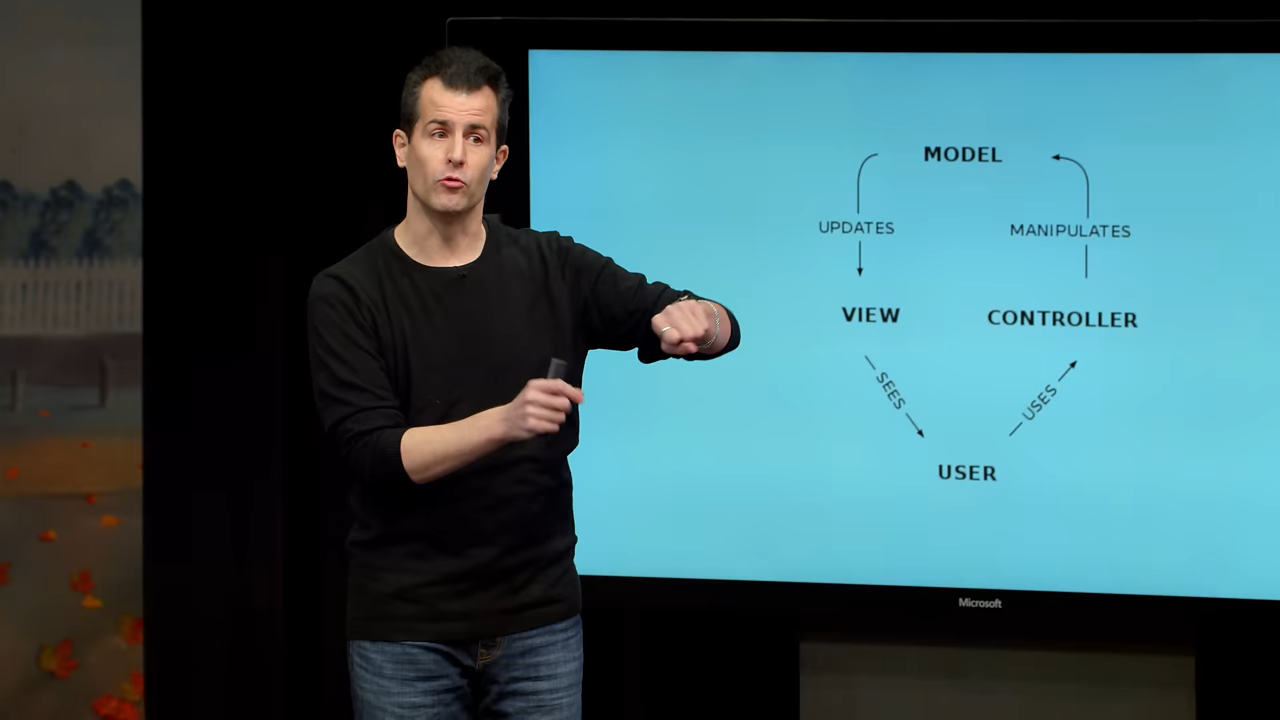 MODEL
UPDATES
MANIPULATES
VIEW
CONTROLLER
SEES
USES
USER
Microsoft